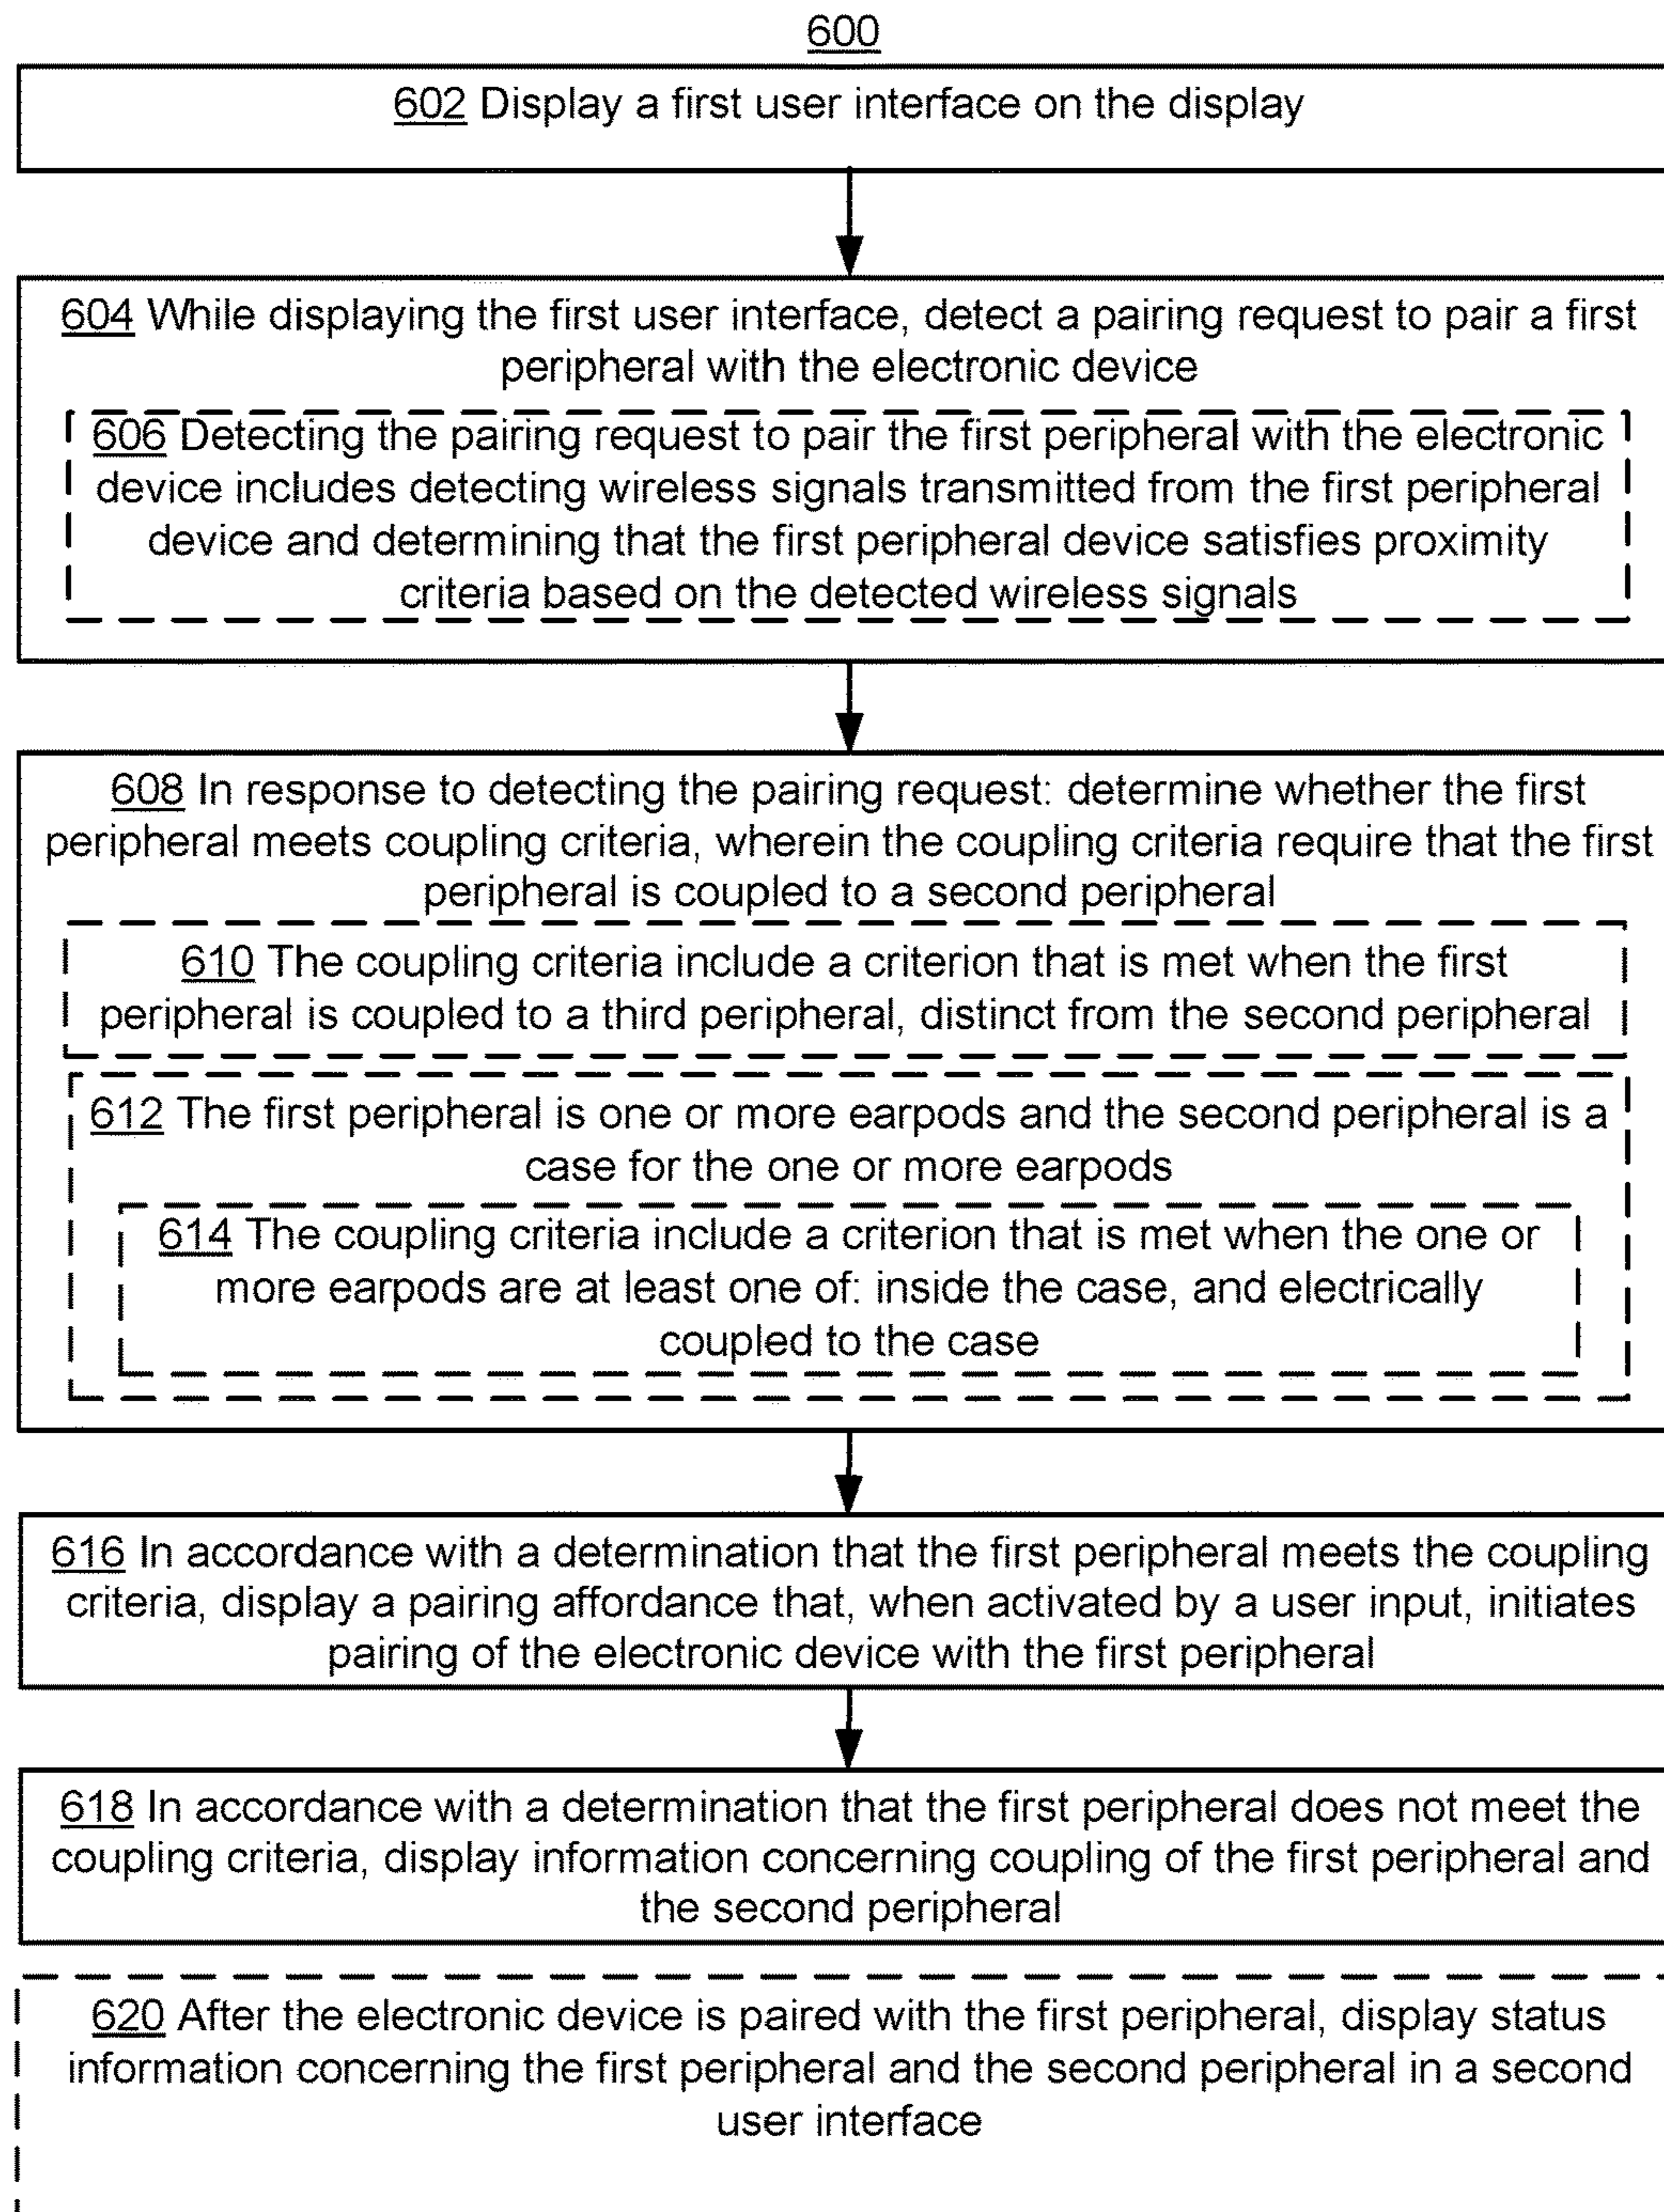 600
602 Display a first user interface on the display
604 While displaying the first user interface, detect a pairing request to pair a first
peripheral with the electronic device
606 Detecting the pairing request to pair the first peripheral with the electronic
device includes detecting wireless signals transmitted from the first peripheral
device and determining that the first peripheral device satisfies proximity
criteria based on the detected wireless signals
608 In response to detecting the pairing request: determine whether the first
peripheral meets coupling criteria, wherein the coupling criteria require that the first
peripheral is coupled to a second peripheral
610 The coupling criteria include a criterion that is met when the first
peripheral is coupled to a third peripheral, distinct from the second peripheral
612 The first peripheral is one or more earpods and the second peripheral is a
case for the one or more earpods
614 The coupling criteria include a criterion that is met when the one or
more earpods are at least one of: inside the case, and electrically
coupled to the case
616 In accordance with a determination that the first peripheral meets the coupling
criteria, display a pairing affordance that, when activated by a user input, initiates
pairing of the electronic device with the first peripheral
618 In accordance with a determination that the first peripheral does not meet the
coupling criteria, display information concerning coupling of the first peripheral and
the second peripheral
620 After the electronic device is paired with the first peripheral, display status
information concerning the first peripheral and the second peripheral in a second
user interface